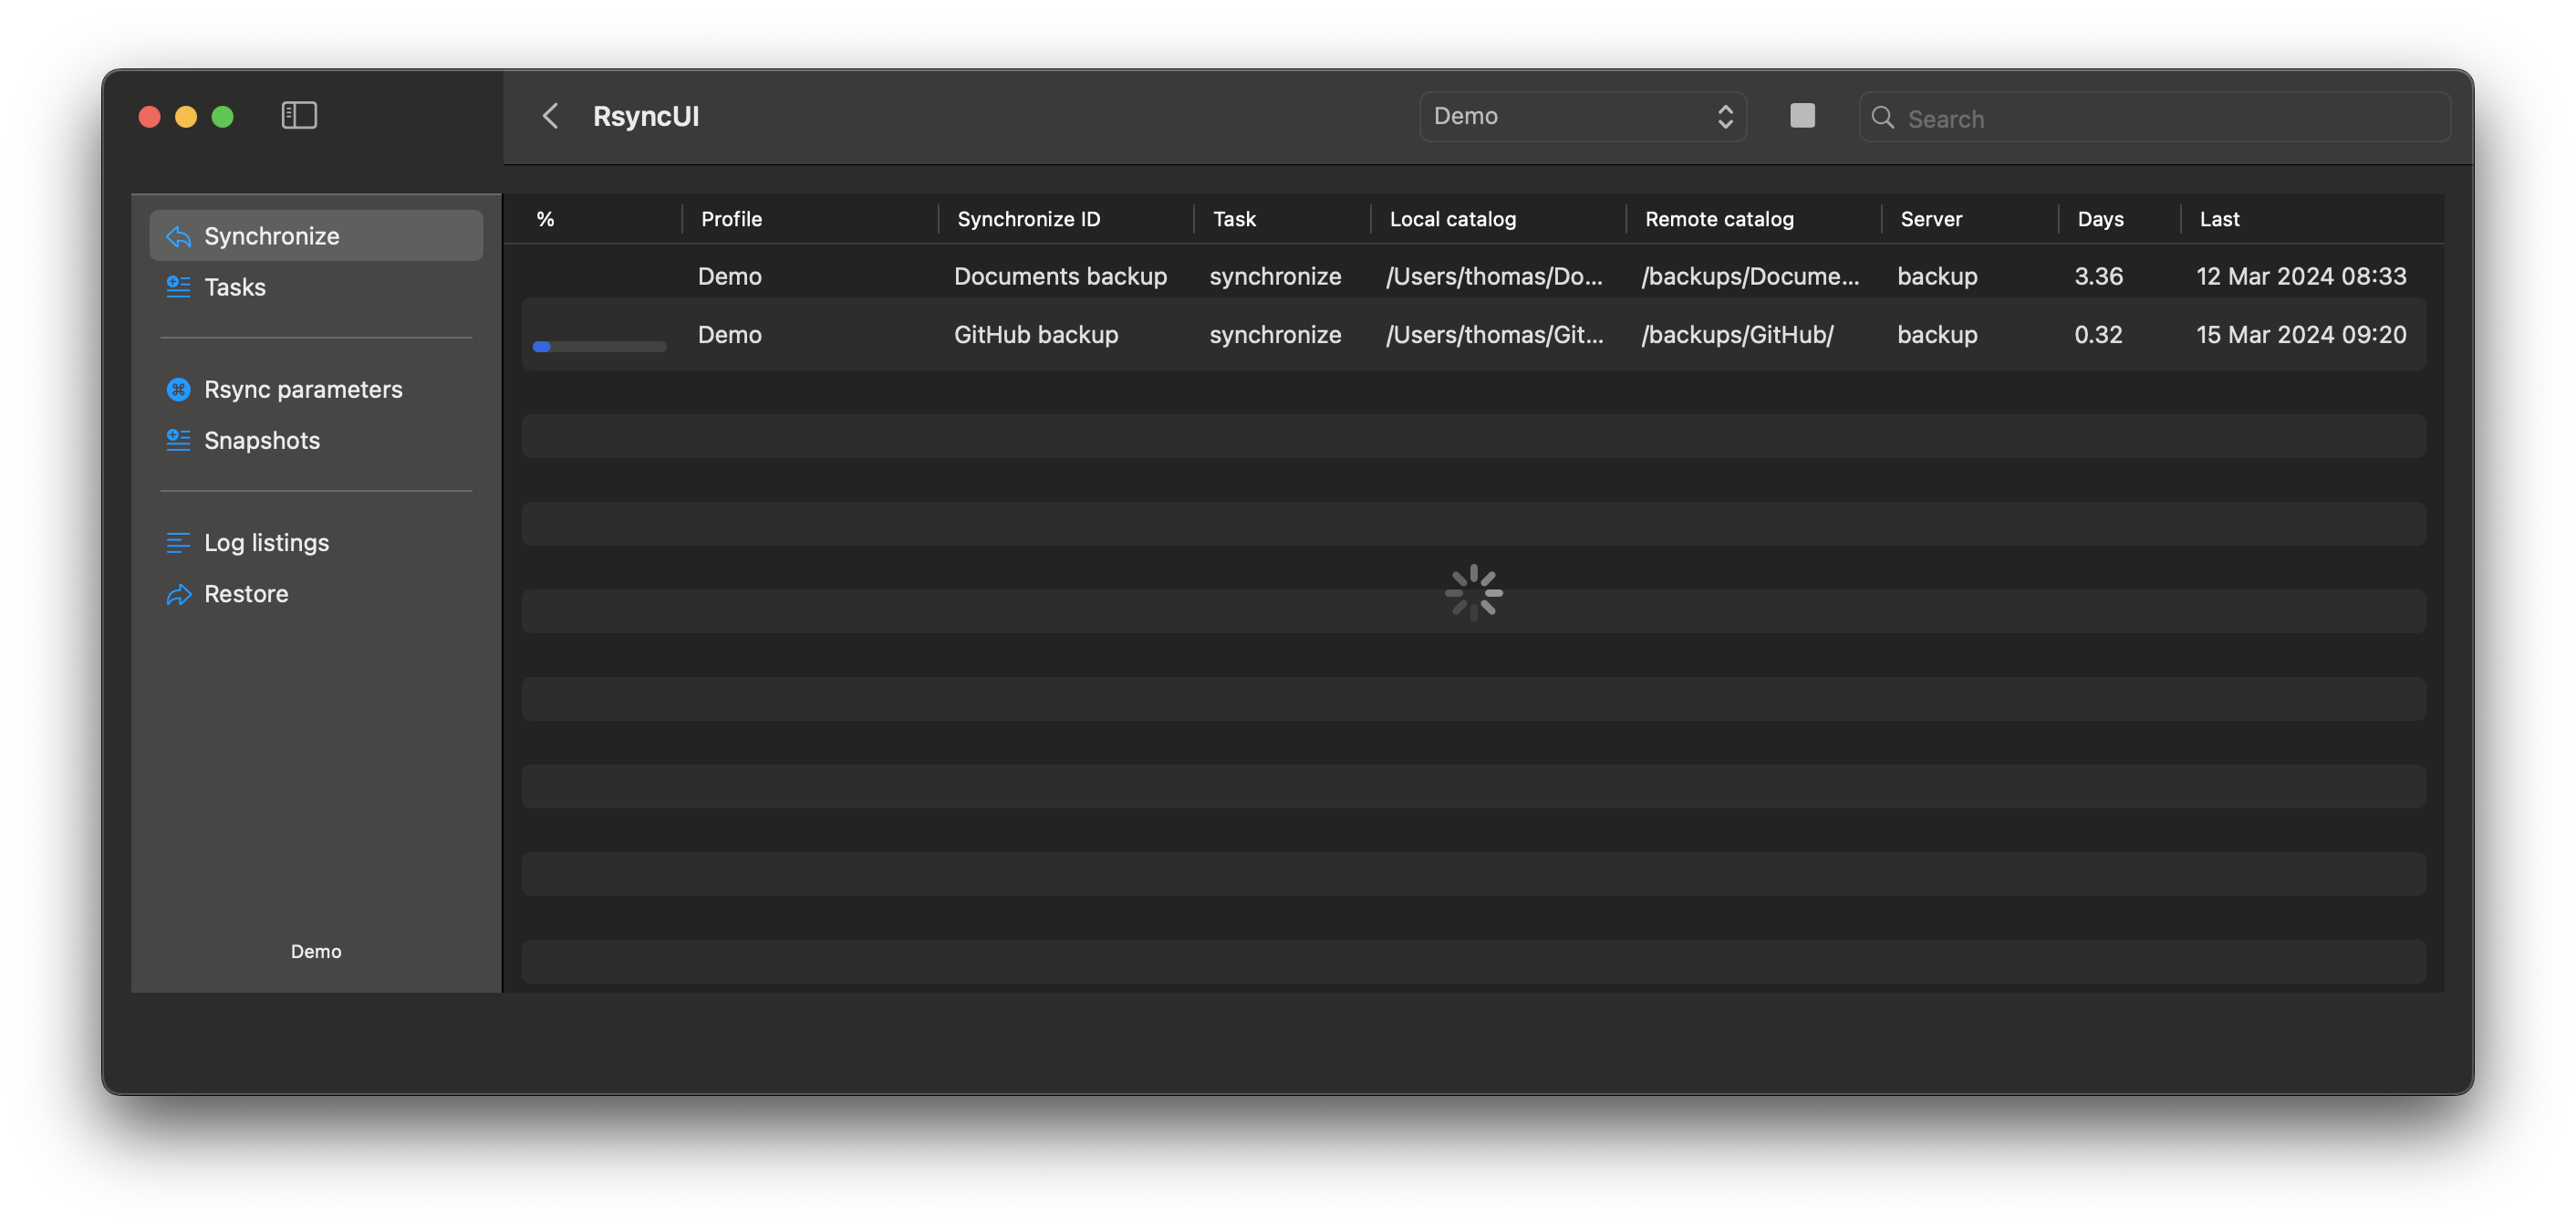 RsyncUI
Demo
Search
Synchronize
Tasks
Rsync parameters
Snapshots
Log listings
Restore
Demo
% Profile Synchronize ID Task Local catalog Remote catalog Server Days Last
Demo Documents backup synchronize /Users/thomas/Do... /backups/Docume... backup 3.36 12 Mar 2024 08:33
Demo GitHub backup synchronize /Users/thomas/Git... /backups/GitHub/ backup 0.32 15 Mar 2024 09:20